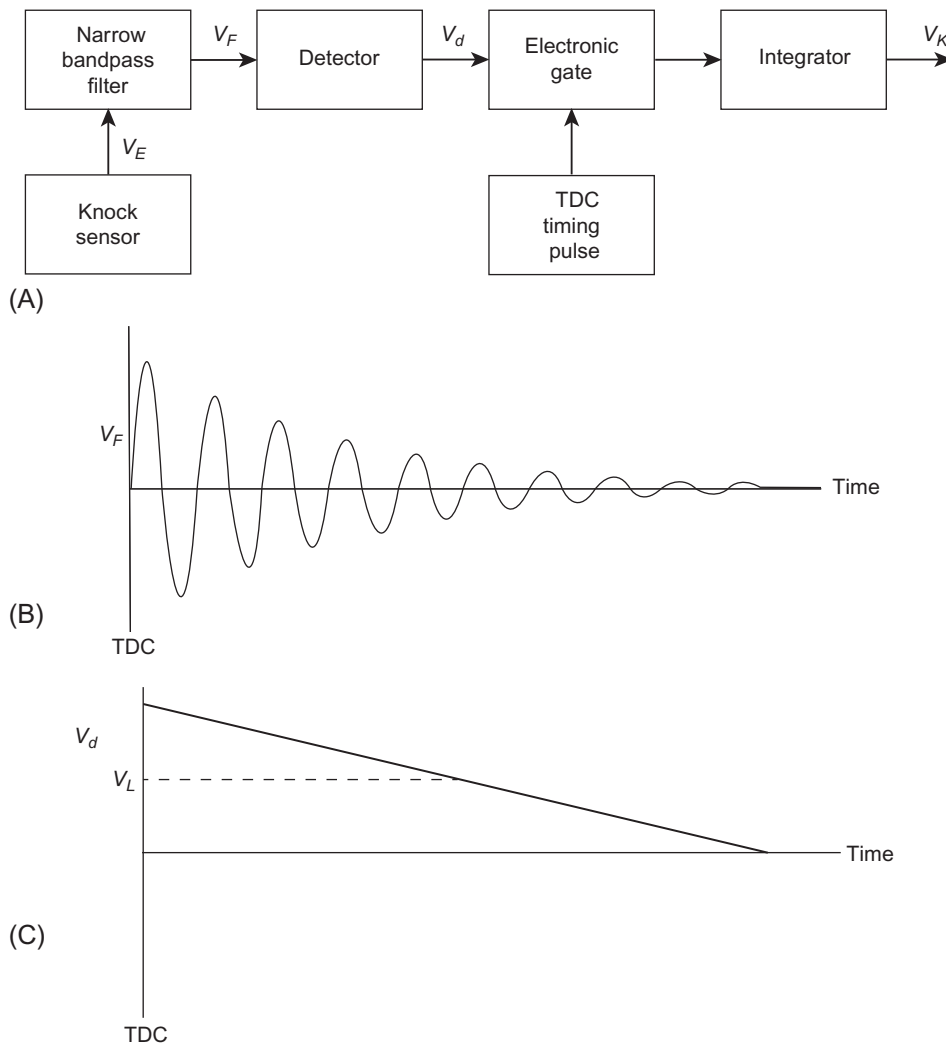 Narrow
bandpass
filter
V_F
Detector
V_d
Electronic
gate
Integrator
V_K
V_E
Knock
sensor
TDC
timing
pulse
(A)
V_F
Time
(B)
TDC
V_d
V_L
Time
(C)
TDC